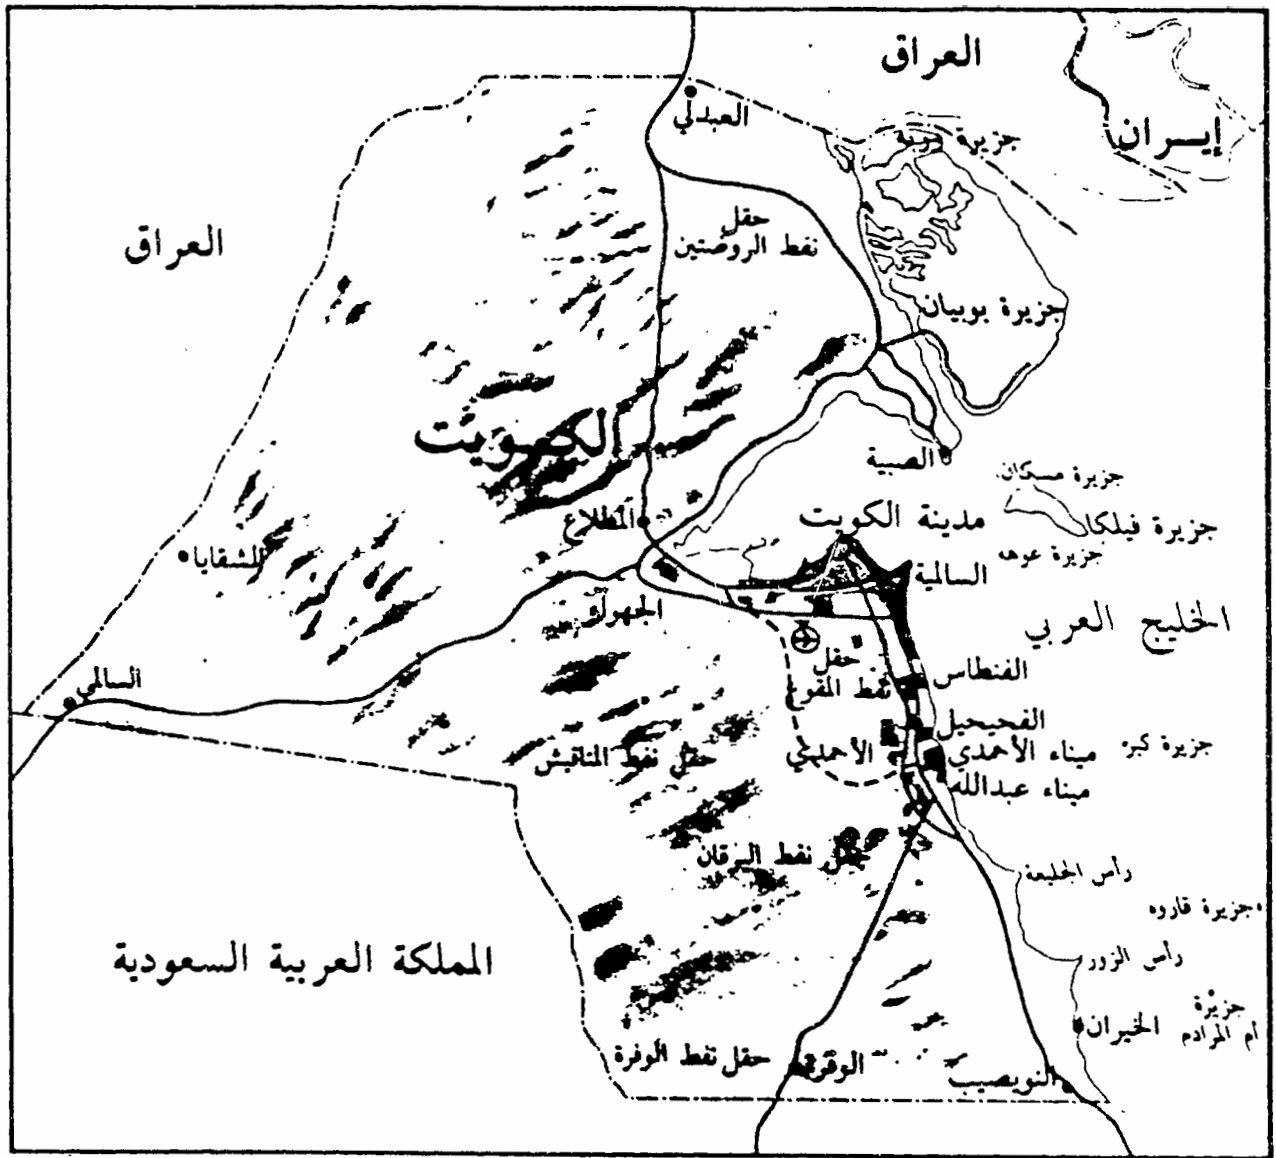 العراق
إيــران
العبدلي
جزيرة
حقل
نفط الروضتين
العراق
جزيرة بوبيان
الكـويت
الصبية
جزيرة مسكان
جزيرة فيلكا
مدينة الكويت
المطلاع
جزيرة عوهه
السالمية
الشقايا
الجهراء
الخليج العربي
حقل
نفط المقوع
الفنطاس
السالمي
الفحيحيل
حقل نفط المناقيش
الأحمدي
ميناء الأحمدي
جزيرة كبر
ميناء عبدالله
حقل نفط البرقان
رأس الجليعة
جزيرة قاروه
المملكة العربية السعودية
رأس الزور
جزيرة
أم المرادم
الخيران
حقل نفط الوفرة
الوفرة
النويصيب